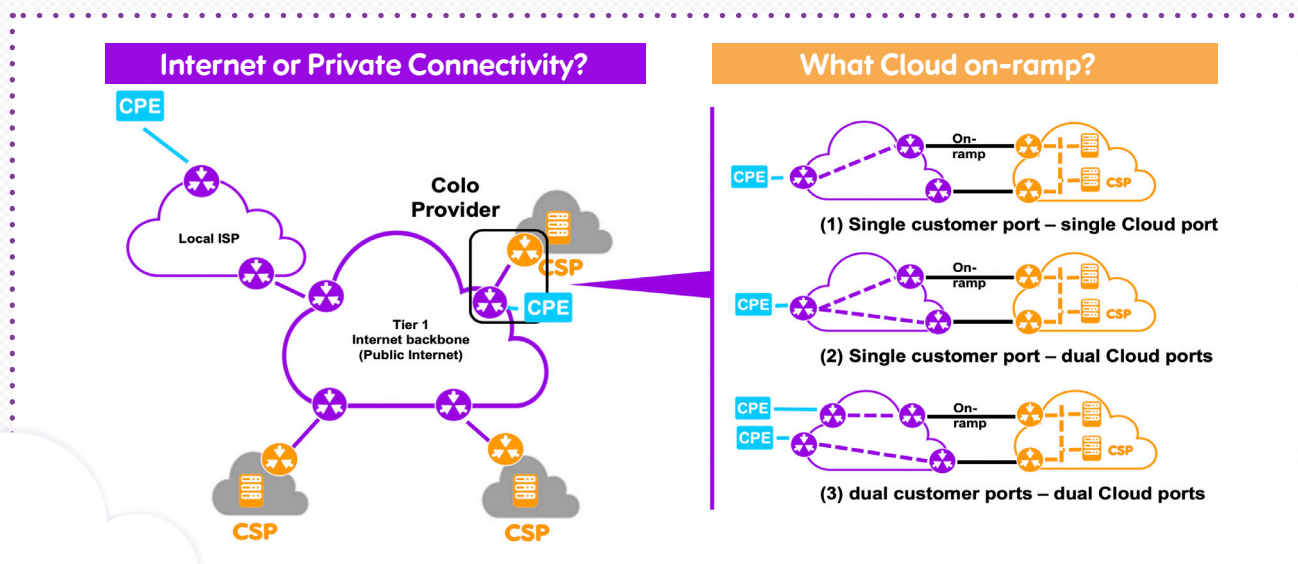 Internet or Private Connectivity?
CPE
Local ISP
Colo
Provider
CSP
CPE
Tier 1
Internet backbone
(Public Internet)
CSP
CSP
What Cloud on-ramp?
On-
ramp
CPE
CSP
(1) Single customer port – single Cloud port
On-
ramp
CPE
CSP
(2) Single customer port – dual Cloud ports
CPE
On-
ramp
CPE
CSP
(3) dual customer ports – dual Cloud ports